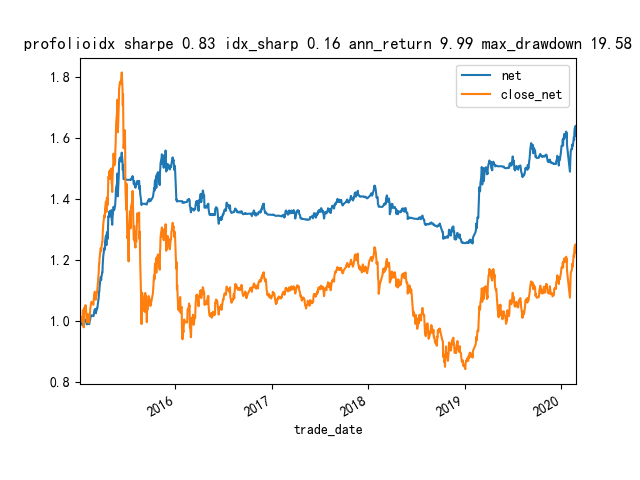 profolioidx sharpe 0.83 idx_sharp 0.16 ann_return 9.99 max_drawdown 19.58
net
close_net
1.8
1.6
1.4
1.2
1.0
0.8
2016
2017
2018
2019
2020
trade_date